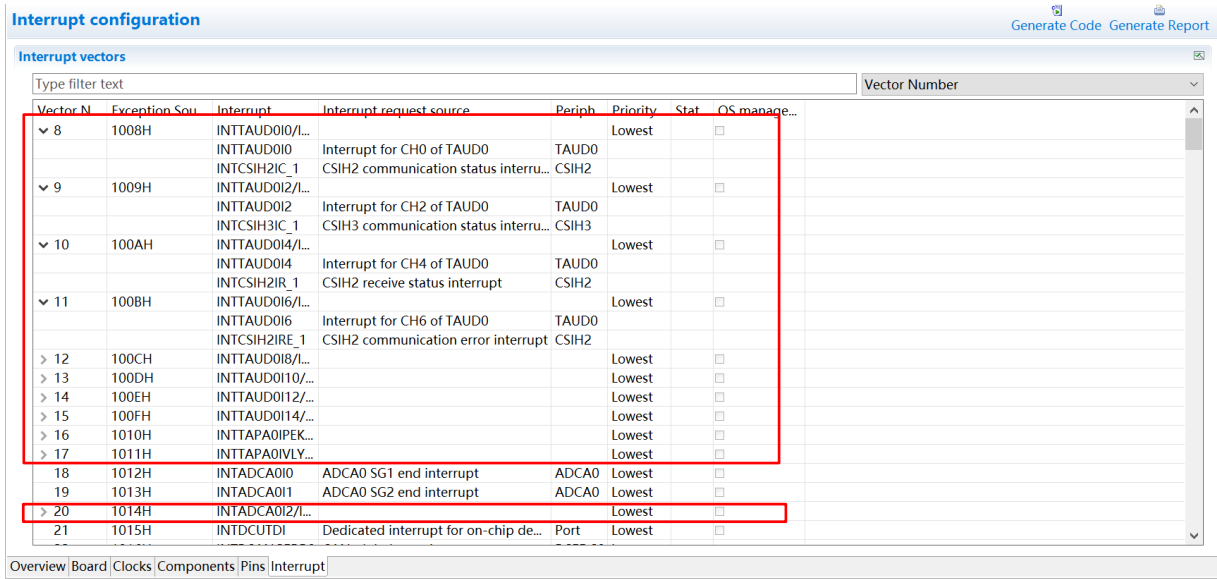 Interrupt configuration
Generate Code Generate Report
Interrupt vectors
Type filter text Vector Number
Vector N... Exception Sou... Interrupt Interrupt request source Periph... Priority Stat... OS manage...
8 1008H INTTAUD0I0/I... Lowest
INTTAUD0I0 Interrupt for CH0 of TAUD0 TAUD0
INTCSIH2IC_1 CSIH2 communication status interru... CSIH2
9 1009H INTTAUD0I2/I... Lowest
INTTAUD0I2 Interrupt for CH2 of TAUD0 TAUD0
INTCSIH3IC_1 CSIH3 communication status interru... CSIH3
10 100AH INTTAUD0I4/I... Lowest
INTTAUD0I4 Interrupt for CH4 of TAUD0 TAUD0
INTCSIH2IR_1 CSIH2 receive status interrupt CSIH2
11 100BH INTTAUD0I6/I... Lowest
INTTAUD0I6 Interrupt for CH6 of TAUD0 TAUD0
INTCSIH2IRE_1 CSIH2 communication error interrupt CSIH2
12 100CH INTTAUD0I8/I... Lowest
13 100DH INTTAUD0I10/... Lowest
14 100EH INTTAUD0I12/... Lowest
15 100FH INTTAUD0I14/... Lowest
16 1010H INTTAPA0IPEK... Lowest
17 1011H INTTAPA0IVLY... Lowest
18 1012H INTADCA0I0 ADCA0 SG1 end interrupt ADCA0 Lowest
19 1013H INTADCA0I1 ADCA0 SG2 end interrupt ADCA0 Lowest
20 1014H INTADCA0I2/I... Lowest
21 1015H INTDCUTDI Dedicated interrupt for on-chip de... Port Lowest
Overview Board Clocks Components Pins Interrupt